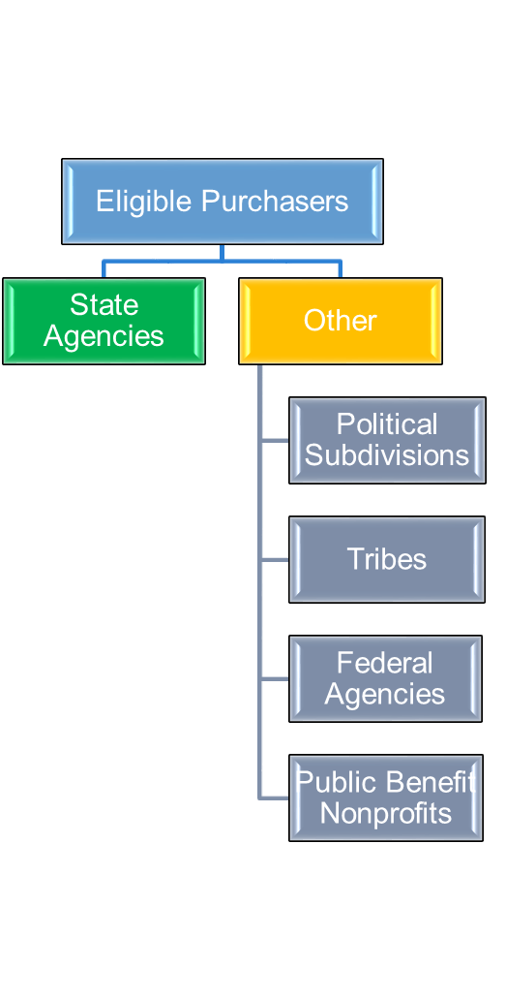 Eligible Purchasers
State
Agencies
Other
Political
Subdivisions
Tribes
Federal
Agencies
Public Benefit
Nonprofits